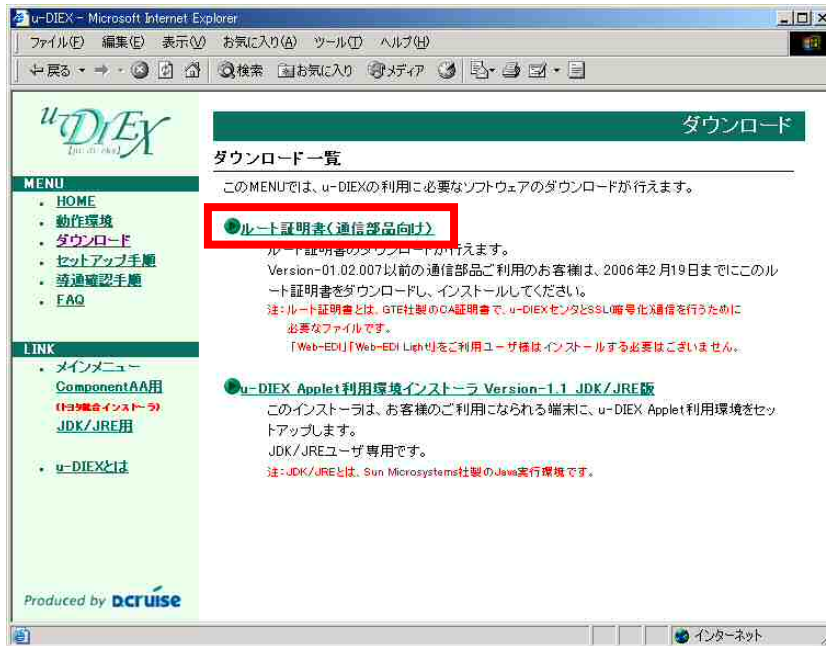 u-DIEX - Microsoft Internet Explorer
ファイル(F) 編集(E) 表示(V) お気に入り(A) ツール(T) ヘルプ(H)
戻る 検索 お気に入り メディア
u-DIEX
ダウンロード
ダウンロード一覧
MENU
・ HOME
・ 動作環境
・ ダウンロード
・ セットアップ手順
・ 導通確認手順
・ FAQ
LINK
・ メインメニュー
ComponentAA用
(トヨタ統合インストーラ)
JDK/JRE用
・ u-DIEXとは
Produced by D.cruise
このMENUでは、u-DIEXの利用に必要なソフトウェアのダウンロードが行えます。
ルート証明書(通信部品向け)
ルート証明書のダウンロードが行えます。
Version-01.02.007以前の通信部品ご利用のお客様は、2006年2月19日までにこのル
ート証明書をダウンロードし、インストールしてください。
注:ルート証明書とは、GTE社製のCA証明書で、u-DIEXセンタとSSL(暗号化)通信を行うために
必要なファイルです。
「Web-EDI」「Web-EDI Light」をご利用ユーザ様はインストールする必要はございません。
u-DIEX Applet利用環境インストーラ Version-1.1 JDK/JRE版
このインストーラは、お客様のご利用になられる端末に、u-DIEX Applet利用環境をセッ
トアップします。
JDK/JREユーザ専用です。
注:JDK/JREとは、Sun Microsystems社製のJava実行環境です。
インターネット